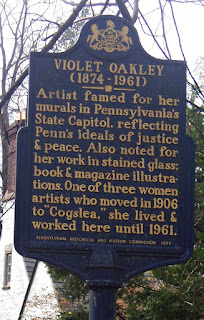 VIOLET OAKLEY
(1874-1961)
Artist famed for her
murals in Pennsylvania's
State Capitol, reflecting
Penn's ideals of justice
& peace. Also noted for
her work in stained glass;
book & magazine illustra-
tions. One of three women
artists who moved in 1906
to "Cogslea," she lived &
worked here until 1961.
PENNSYLVANIA HISTORICAL AND MUSEUM COMMISSION